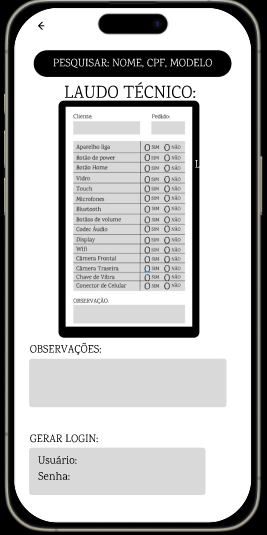 PESQUISAR: NOME, CPF, MODELO
LAUDO TÉCNICO:
Cliente: Pedido:
Aparelho liga SIM NÃO
Botão de power SIM NÃO
Botão Home SIM NÃO
Vídeo SIM NÃO
Touch SIM NÃO
Microfones SIM NÃO
Bluetooth SIM NÃO
Botãos de volume SIM NÃO
Codec Áudio SIM NÃO
Display SIM NÃO
Wifi SIM NÃO
Câmera Frontal SIM NÃO
Câmera Traseira SIM NÃO
Chave de Vibra SIM NÃO
Conector de Celular SIM NÃO
OBSERVAÇÃO:
L
OBSERVAÇÕES:
GERAR LOGIN:
Usuário:
Senha: